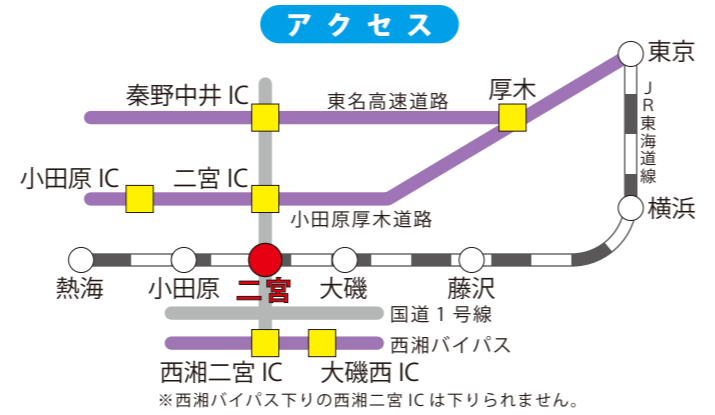 アクセス
東京
秦野中井 IC
東名高速道路
厚木
JR東海道線
小田原 IC
二宮 IC
小田原厚木道路
横浜
熱海
小田原
二宮
大磯
藤沢
国道 1 号線
西湘バイパス
西湘二宮 IC
大磯西 IC
※西湘バイパス下りの西湘二宮 IC は下りられません。